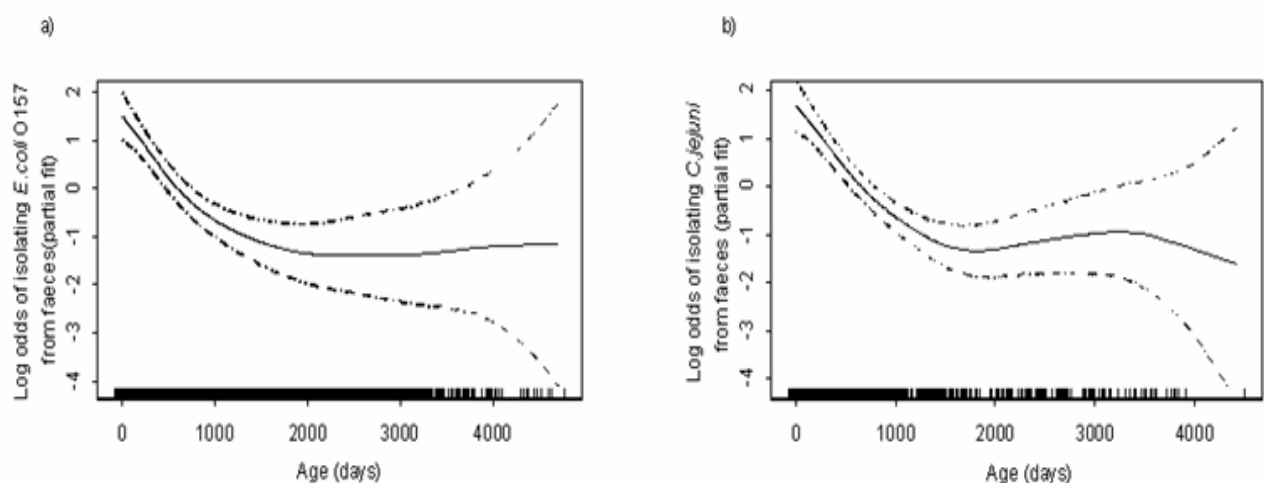 a)
Log odds of isolating E.coli O157
from faeces(partial fit)
2
1
0
-1
-2
-3
-4
0 1000 2000 3000 4000
Age (days)
b)
Log odds of isolating C.jejuni
from faeces (partial fit)
2
1
0
-1
-2
-3
-4
0 1000 2000 3000 4000
Age (days)